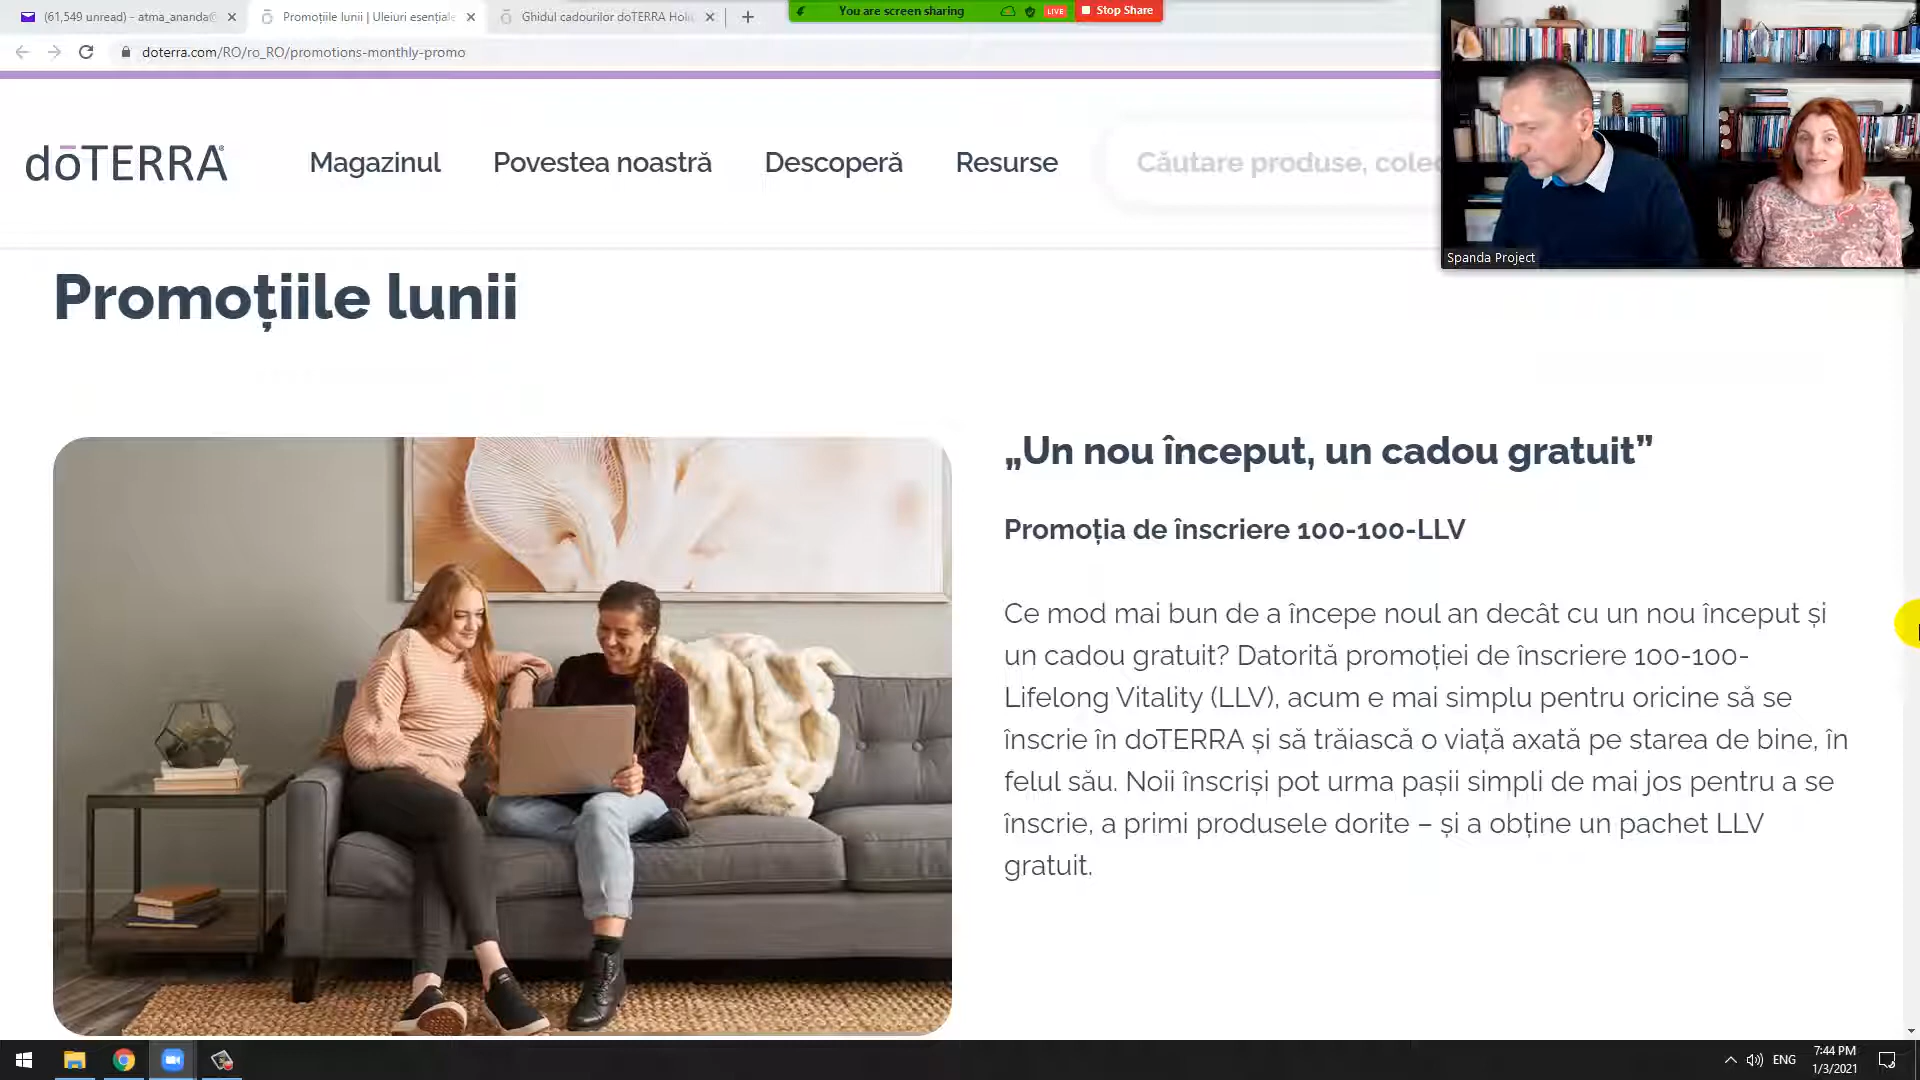 (61,549 unread) - atma_ananda@
Promoțiile lunii | Uleiuri esențiale
Ghidul cadourilor doTERRA Holi
You are screen sharing
LIVE
Stop Share
doterra.com/RO/ro_RO/promotions-monthly-promo
dōTERRA
Magazinul
Povestea noastră
Descoperă
Resurse
Căutare produse, colec
Spanda Project
Promoțiile lunii
„Un nou început, un cadou gratuit”
Promoția de înscriere 100-100-LLV
Ce mod mai bun de a începe noul an decât cu un nou început și
un cadou gratuit? Datorită promoției de înscriere 100-100-
Lifelong Vitality (LLV), acum e mai simplu pentru oricine să se
înscrie în doTERRA și să trăiască o viață axată pe starea de bine, în
felul său. Noii înscriși pot urma pașii simpli de mai jos pentru a se
înscrie, a primi produsele dorite – și a obține un pachet LLV
gratuit.
ENG
7:44 PM
1/3/2021